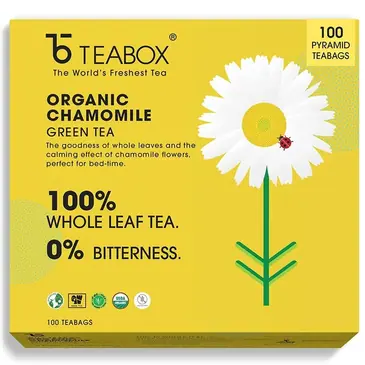 TEABOX®
The World's Freshest Tea
100
PYRAMID
TEABAGS
ORGANIC
CHAMOMILE
GREEN TEA
The goodness of whole leaves and the
calming effect of chamomile flowers,
perfect for bed-time.
100%
WHOLE LEAF TEA.
0% BITTERNESS.
USDA
100 TEABAGS